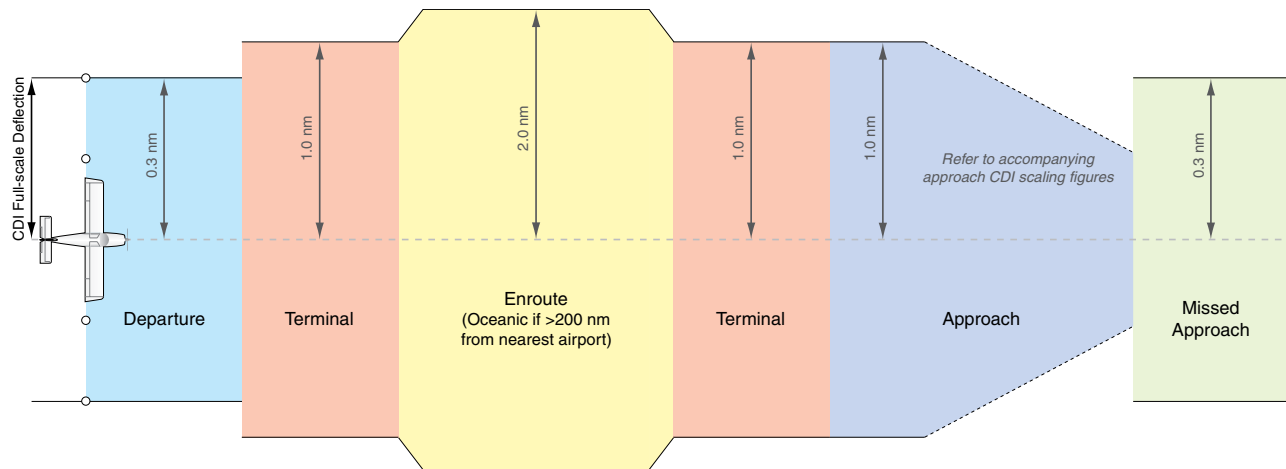 CDI Full-scale Deflection
0.3 nm
1.0 nm
2.0 nm
1.0 nm
1.0 nm
0.3 nm
Refer to accompanying
approach CDI scaling figures
Departure
Terminal
Enroute
(Oceanic if >200 nm
from nearest airport)
Terminal
Approach
Missed
Approach